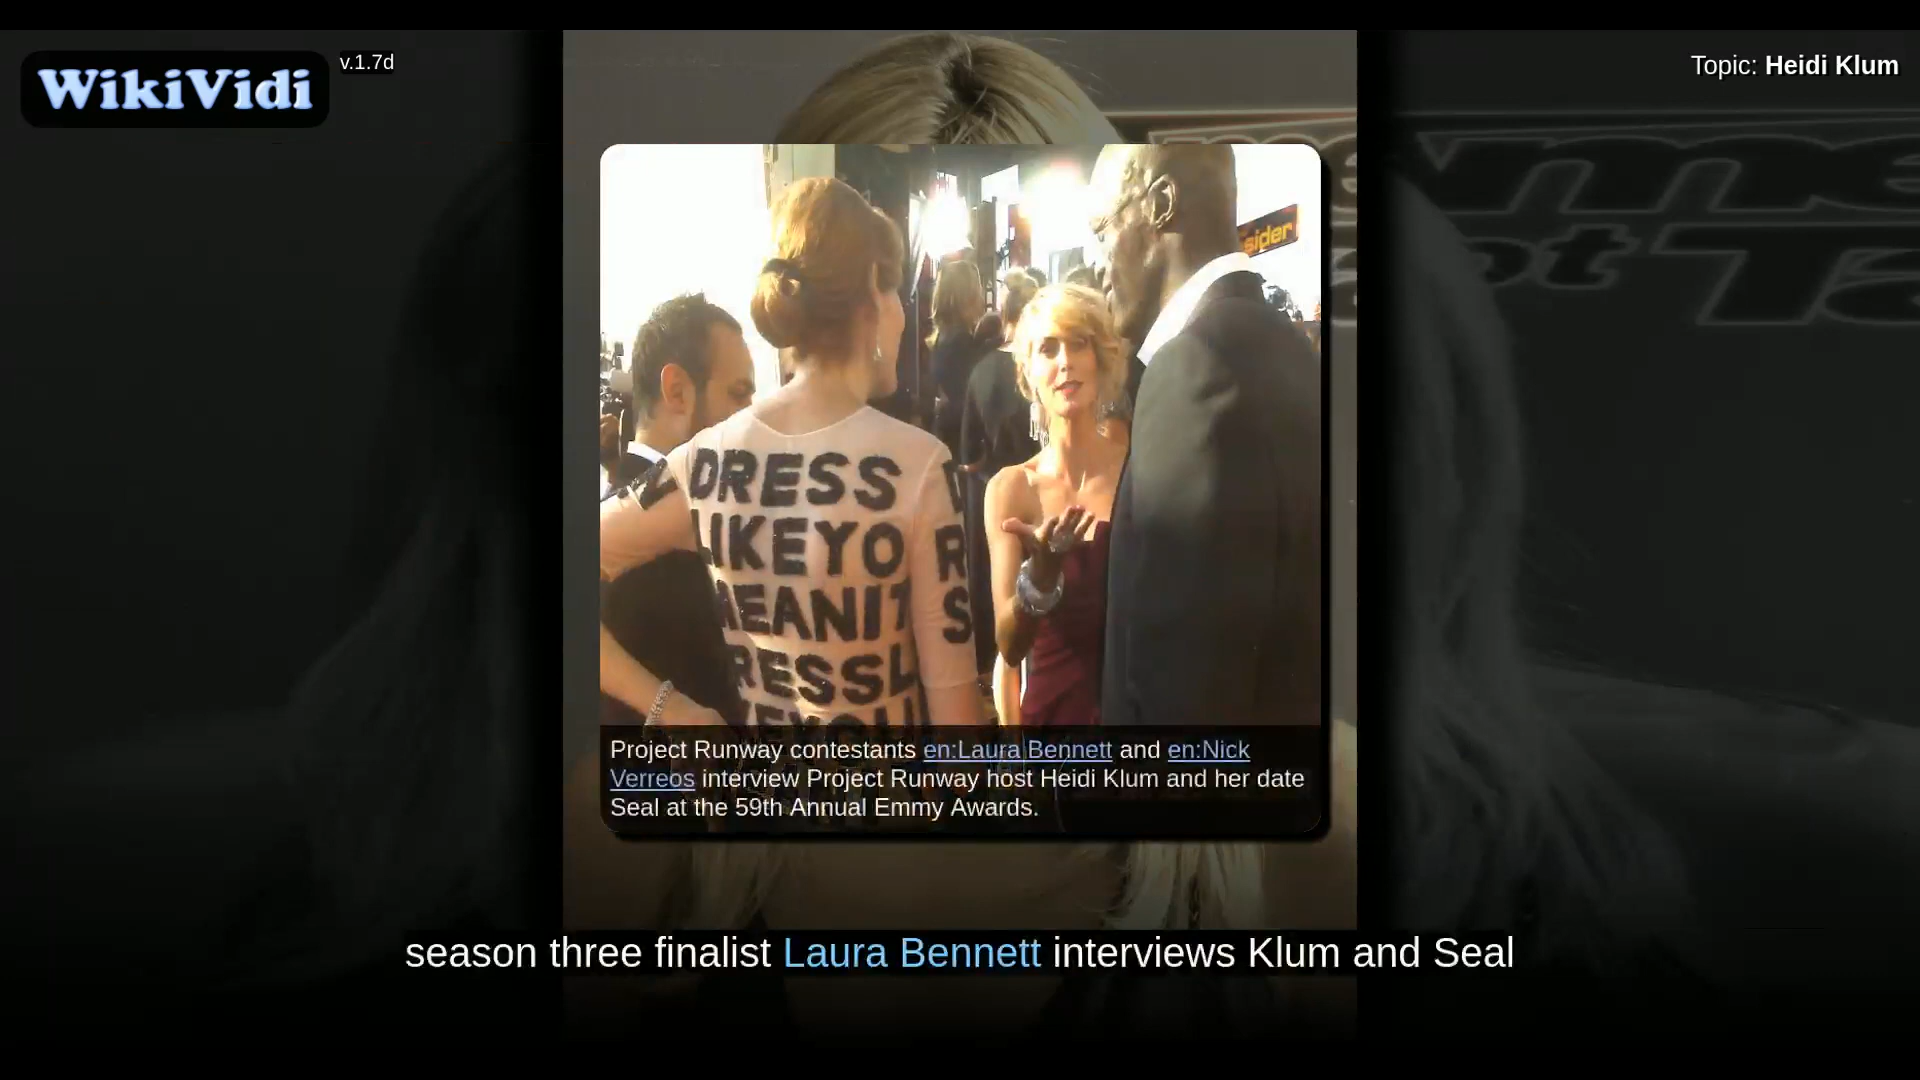 WikiVidi
v.1.7d
Topic: Heidi Klum
sider
DRESS
LIKEYO R
MEANIT S
RESSL
Project Runway contestants en:Laura Bennett and en:Nick
Verreos interview Project Runway host Heidi Klum and her date
Seal at the 59th Annual Emmy Awards.
season three finalist Laura Bennett interviews Klum and Seal